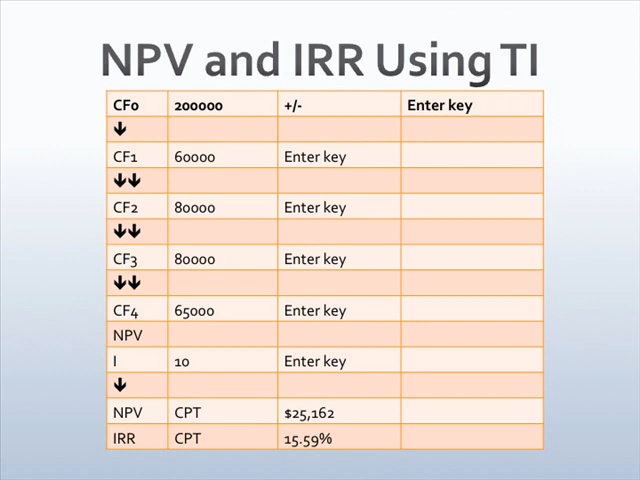 NPV and IRR Using TI
CF0 200000 +/- Enter key
🡻
CF1 60000 Enter key
🡻🡻
CF2 80000 Enter key
🡻🡻
CF3 80000 Enter key
🡻🡻
CF4 65000 Enter key
NPV
I 10 Enter key
🡻
NPV CPT $25,162
IRR CPT 15.59%